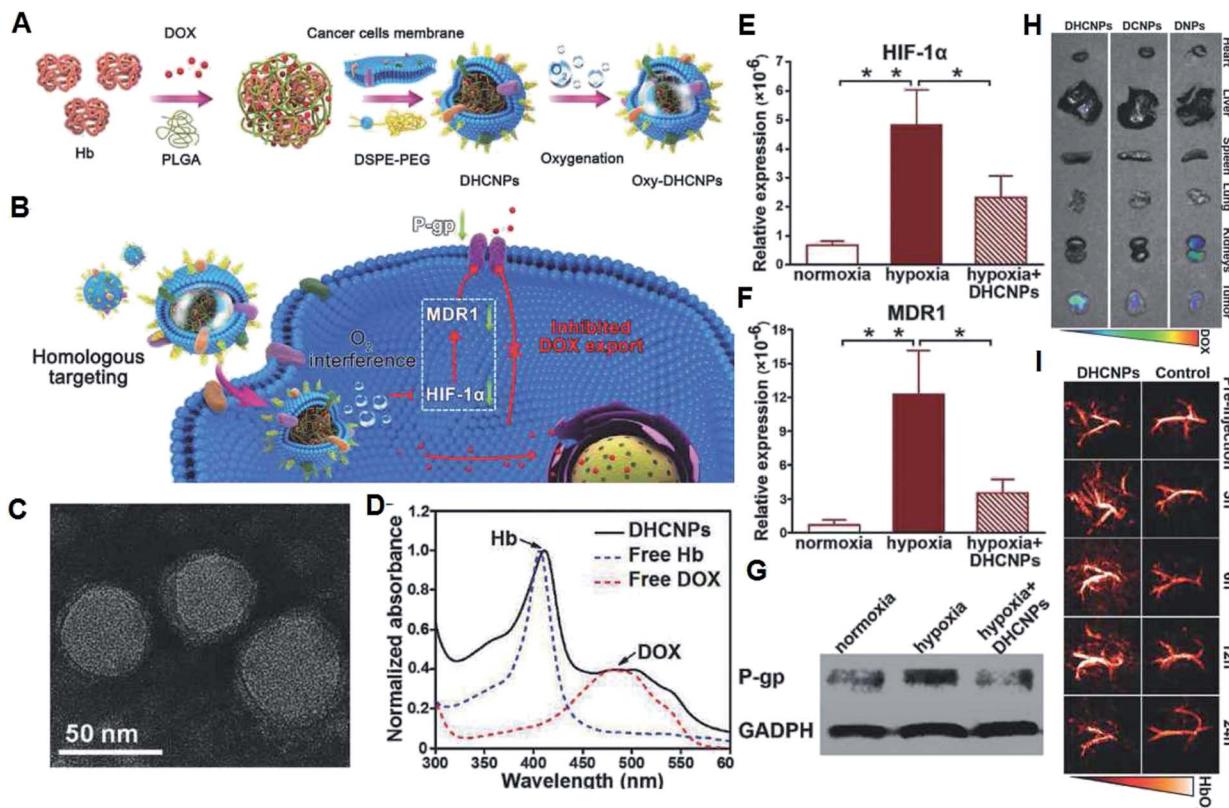 A
DOX
Cancer cells membrane
O2
Hb
PLGA
DSPE-PEG
Oxygenation
DHCNPs
Oxy-DHCNPs
B
P-gp
MDR1
O2
interference
HIF-1α
Inhibited
DOX export
Homologous
targeting
C
50 nm
D
Normalized absorbance
1.2
1.0
0.8
0.6
0.4
0.2
0
300
400
500
60
Wavelength (nm)
Hb
DOX
DHCNPs
Free Hb
Free DOX
E
HIF-1α
Relative expression (×10-6)
7
6
5
4
3
2
1
0
* *
*
normoxia
hypoxia
hypoxia+
DHCNPs
F
MDR1
Relative expression (×10-6)
15
12
9
6
3
* *
*
normoxia
hypoxia
hypoxia+
DHCNPs
G
normoxia
hypoxia
hypoxia+
DHCNPs
P-gp
GADPH
H
DHCNPs DCNPs DNPs
Heart
Liver
Spleen
Lung
Kidneys
Tumor
DOX
I
DHCNPs Control
Pre-injection
3h
6h
12h
24h
HbO